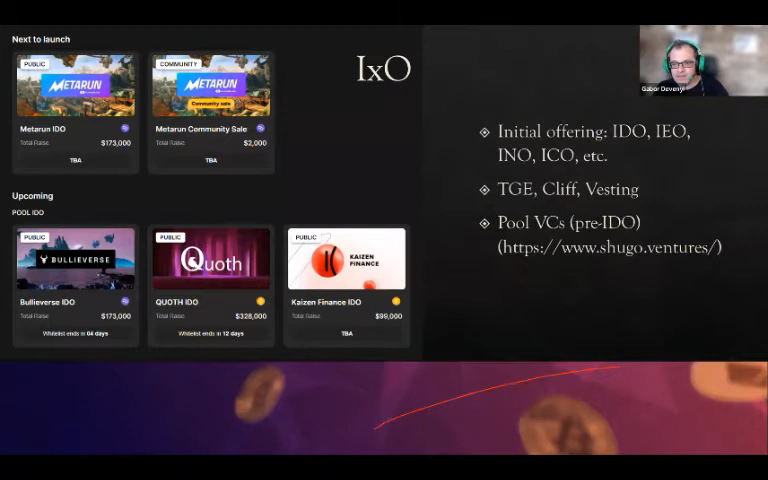 Next to launch
IxO
PUBLIC
METARUN
COMMUNITY
METARUN
Community sale
Metarun IDO
Total Raise $173,000
TBA
Metarun Community Sale
Total Raise $2,000
TBA
Upcoming
POOL IDO
PUBLIC
BULLIEVERSE
PUBLIC
Quoth
PUBLIC
KAIZEN
FINANCE
Bullieverse IDO
Total Raise $173,000
Whitelist ends in 04 days
QUOTH IDO
Total Raise $328,000
Whitelist ends in 12 days
Kaizen Finance IDO
Total Raise $99,000
TBA
Initial offering: IDO, IEO,
INO, ICO, etc.
TGE, Cliff, Vesting
Pool VCs (pre-IDO)
(https://www.shugo.ventures/)
Gabor Devenyi